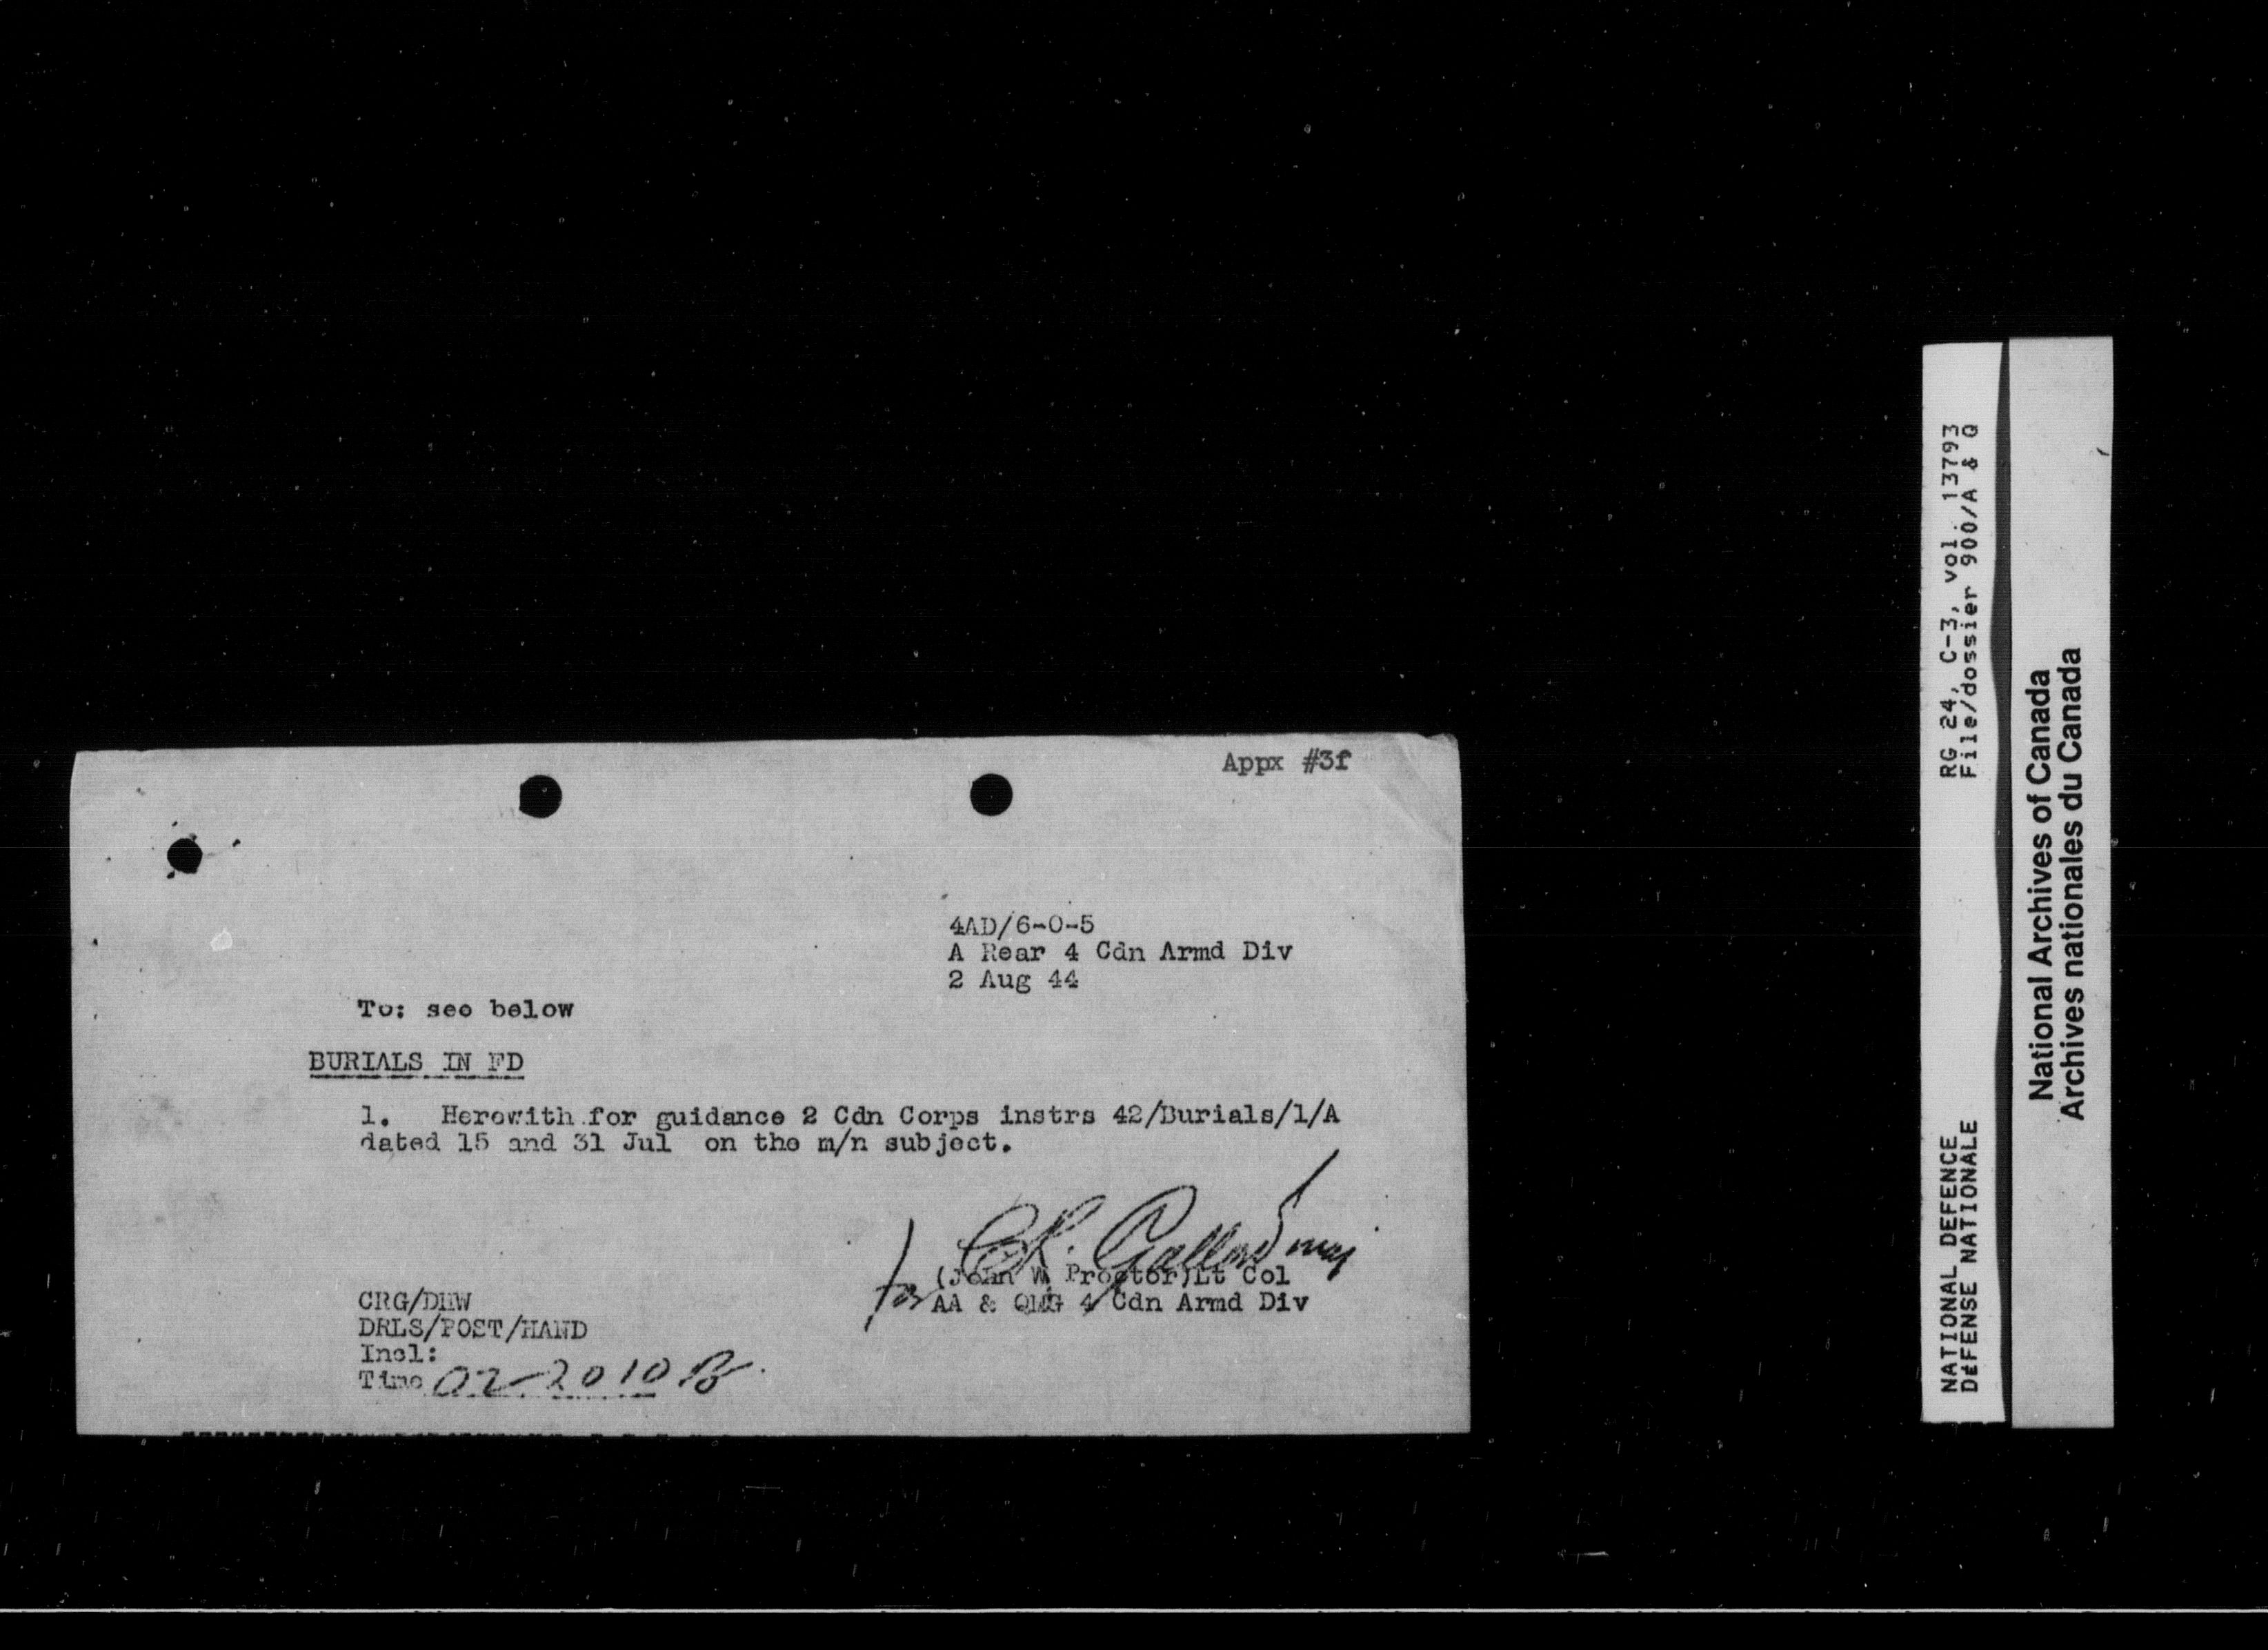 Appx #3f
4AD/6-0-5
A Rear 4 Cdn Armd Div
2 Aug 44
To: see below
BURIALS IN FD
1. Herewith for guidance 2 Cdn Corps instrs 42/Burials/1/A
dated 15 and 31 Jul on the m/n subject.
for
(John W Proctor)Lt Col
AA & QMG 4 Cdn Armd Div
CRG/DHW
DRLS/POST/HAND
Incl:
Time 022010B
RG 24, C-3, vol. 13793
File/dossier 900/A & Q
NATIONAL DEFENCE
DéFENSE NATIONALE
National Archives of Canada
Archives nationales du Canada